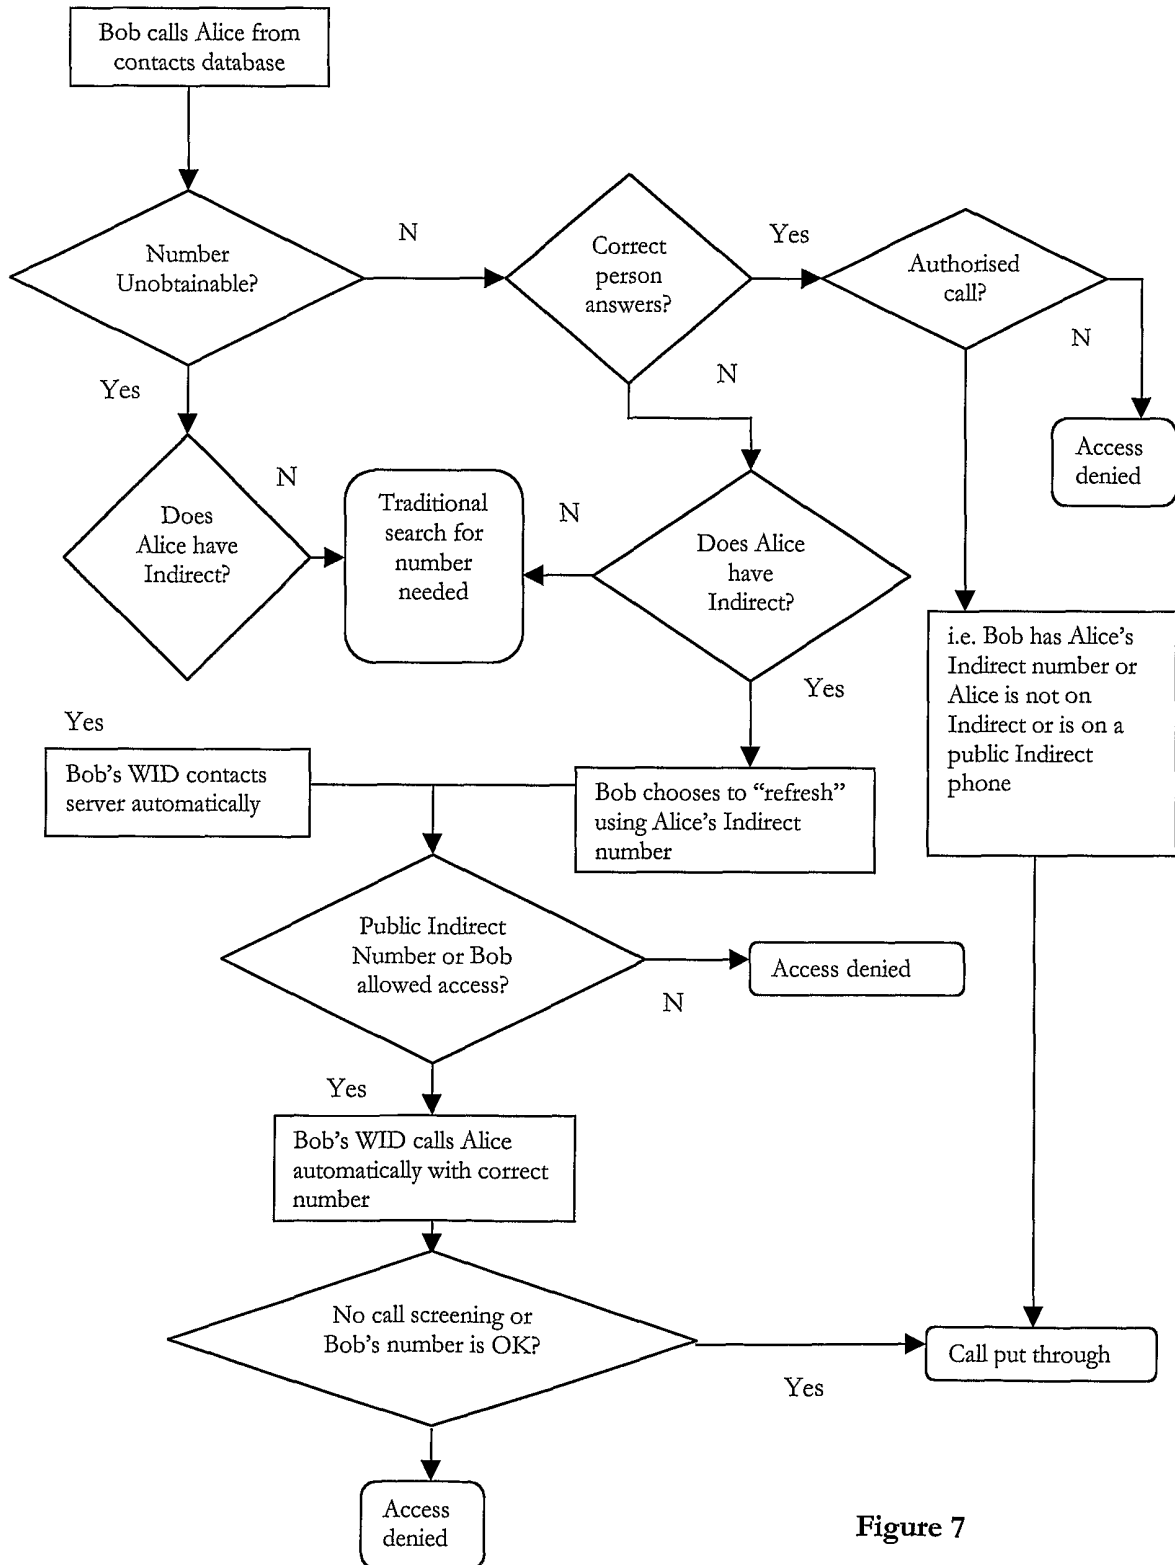 Bob calls Alice from
contacts database
Number
Unobtainable?
N
Correct
person
answers?
Yes
Authorised
call?
N
Access
denied
Yes
N
Does
Alice have
Indirect?
N
Traditional
search for
number
needed
N
Does Alice
have
Indirect?
i.e. Bob has Alice's
Indirect number or
Alice is not on
Indirect or is on a
public Indirect
phone
Yes
Yes
Bob's WID contacts
server automatically
Bob chooses to “refresh”
using Alice's Indirect
number
Public Indirect
Number or Bob
allowed access?
N
Access denied
Yes
Bob's WID calls Alice
automatically with correct
number
No call screening or
Bob's number is OK?
Yes
Call put through
Access
denied
Figure 7